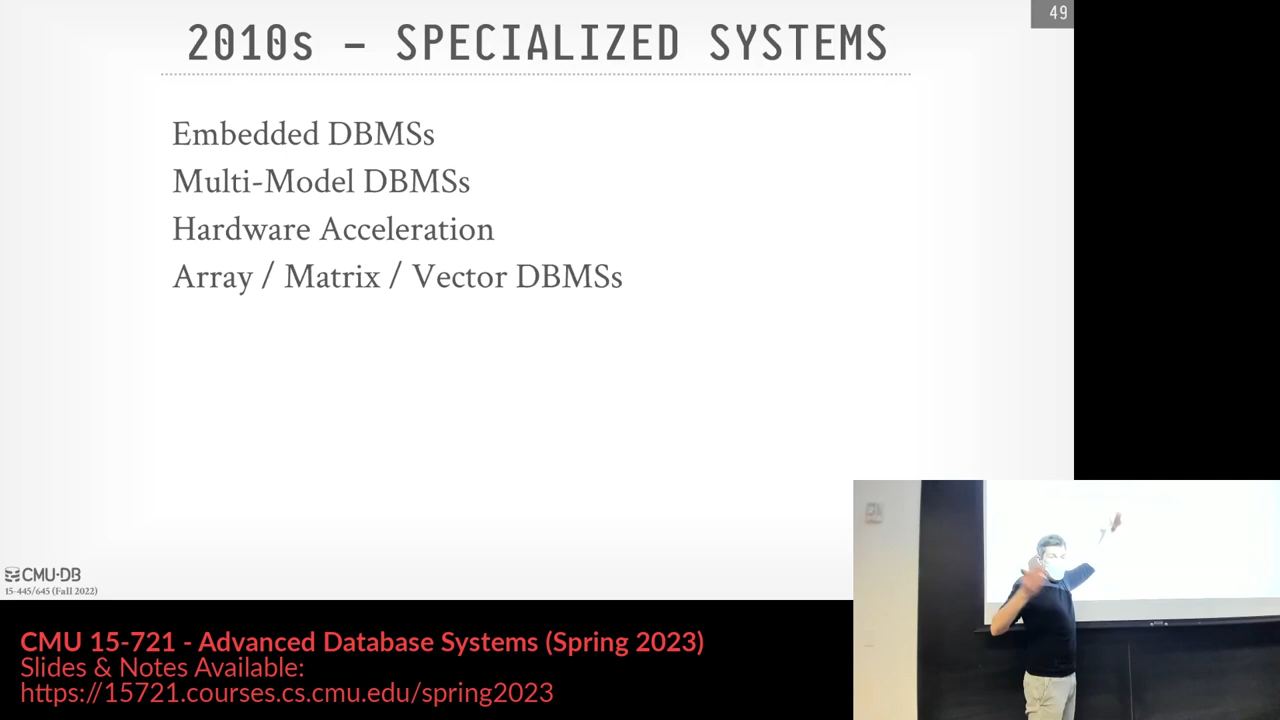 49
2010s – SPECIALIZED SYSTEMS
Embedded DBMSs
Multi-Model DBMSs
Hardware Acceleration
Array / Matrix / Vector DBMSs
CMU·DB
15-445/645 (Fall 2022)
CMU 15-721 - Advanced Database Systems (Spring 2023)
Slides & Notes Available:
https://15721.courses.cs.cmu.edu/spring2023